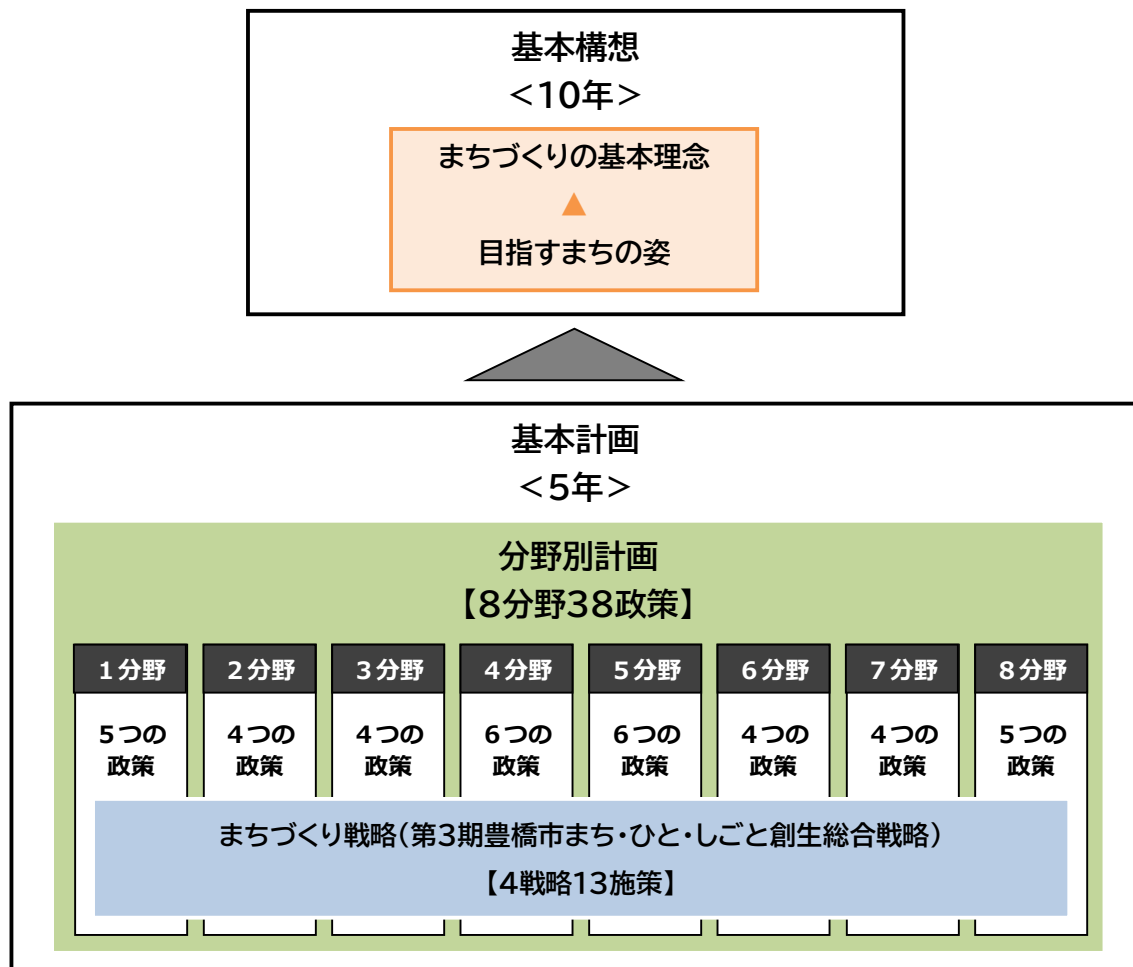 基本構想
<10年>
まちづくりの基本理念
▲
目指すまちの姿
基本計画
<5年>
分野別計画
【8分野38政策】
1分野
2分野
3分野
4分野
5分野
6分野
7分野
8分野
5つの
政策
4つの
政策
4つの
政策
6つの
政策
6つの
政策
4つの
政策
4つの
政策
5つの
政策
まちづくり戦略(第3期豊橋市まち・ひと・しごと創生総合戦略)
【4戦略13施策】